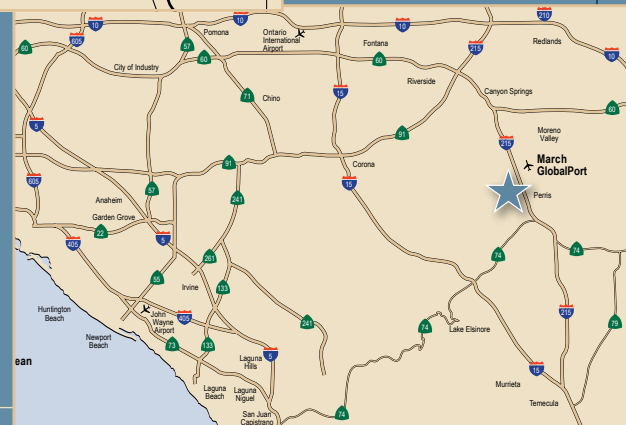 10
10
10
210
605
57
60
60
60
215
10
Pomona
Ontario
International
Airport
Fontana
Redlands
City of Industry
Riverside
Canyon Springs
71
Chino
15
60
5
91
Moreno
Valley
215
91
Corona
March
GlobalPort
605
57
15
241
Perris
Anaheim
Garden Grove
22
405
5
261
74
74
55
133
Irvine
Huntington
Beach
John
Wayne
Airport
405
241
215
79
Newport
Beach
73
133
74
Lake Elsinore
ean
Laguna
Hills
5
15
Laguna
Beach
Laguna
Niguel
Murrieta
Temecula
San Juan
Capistrano
74